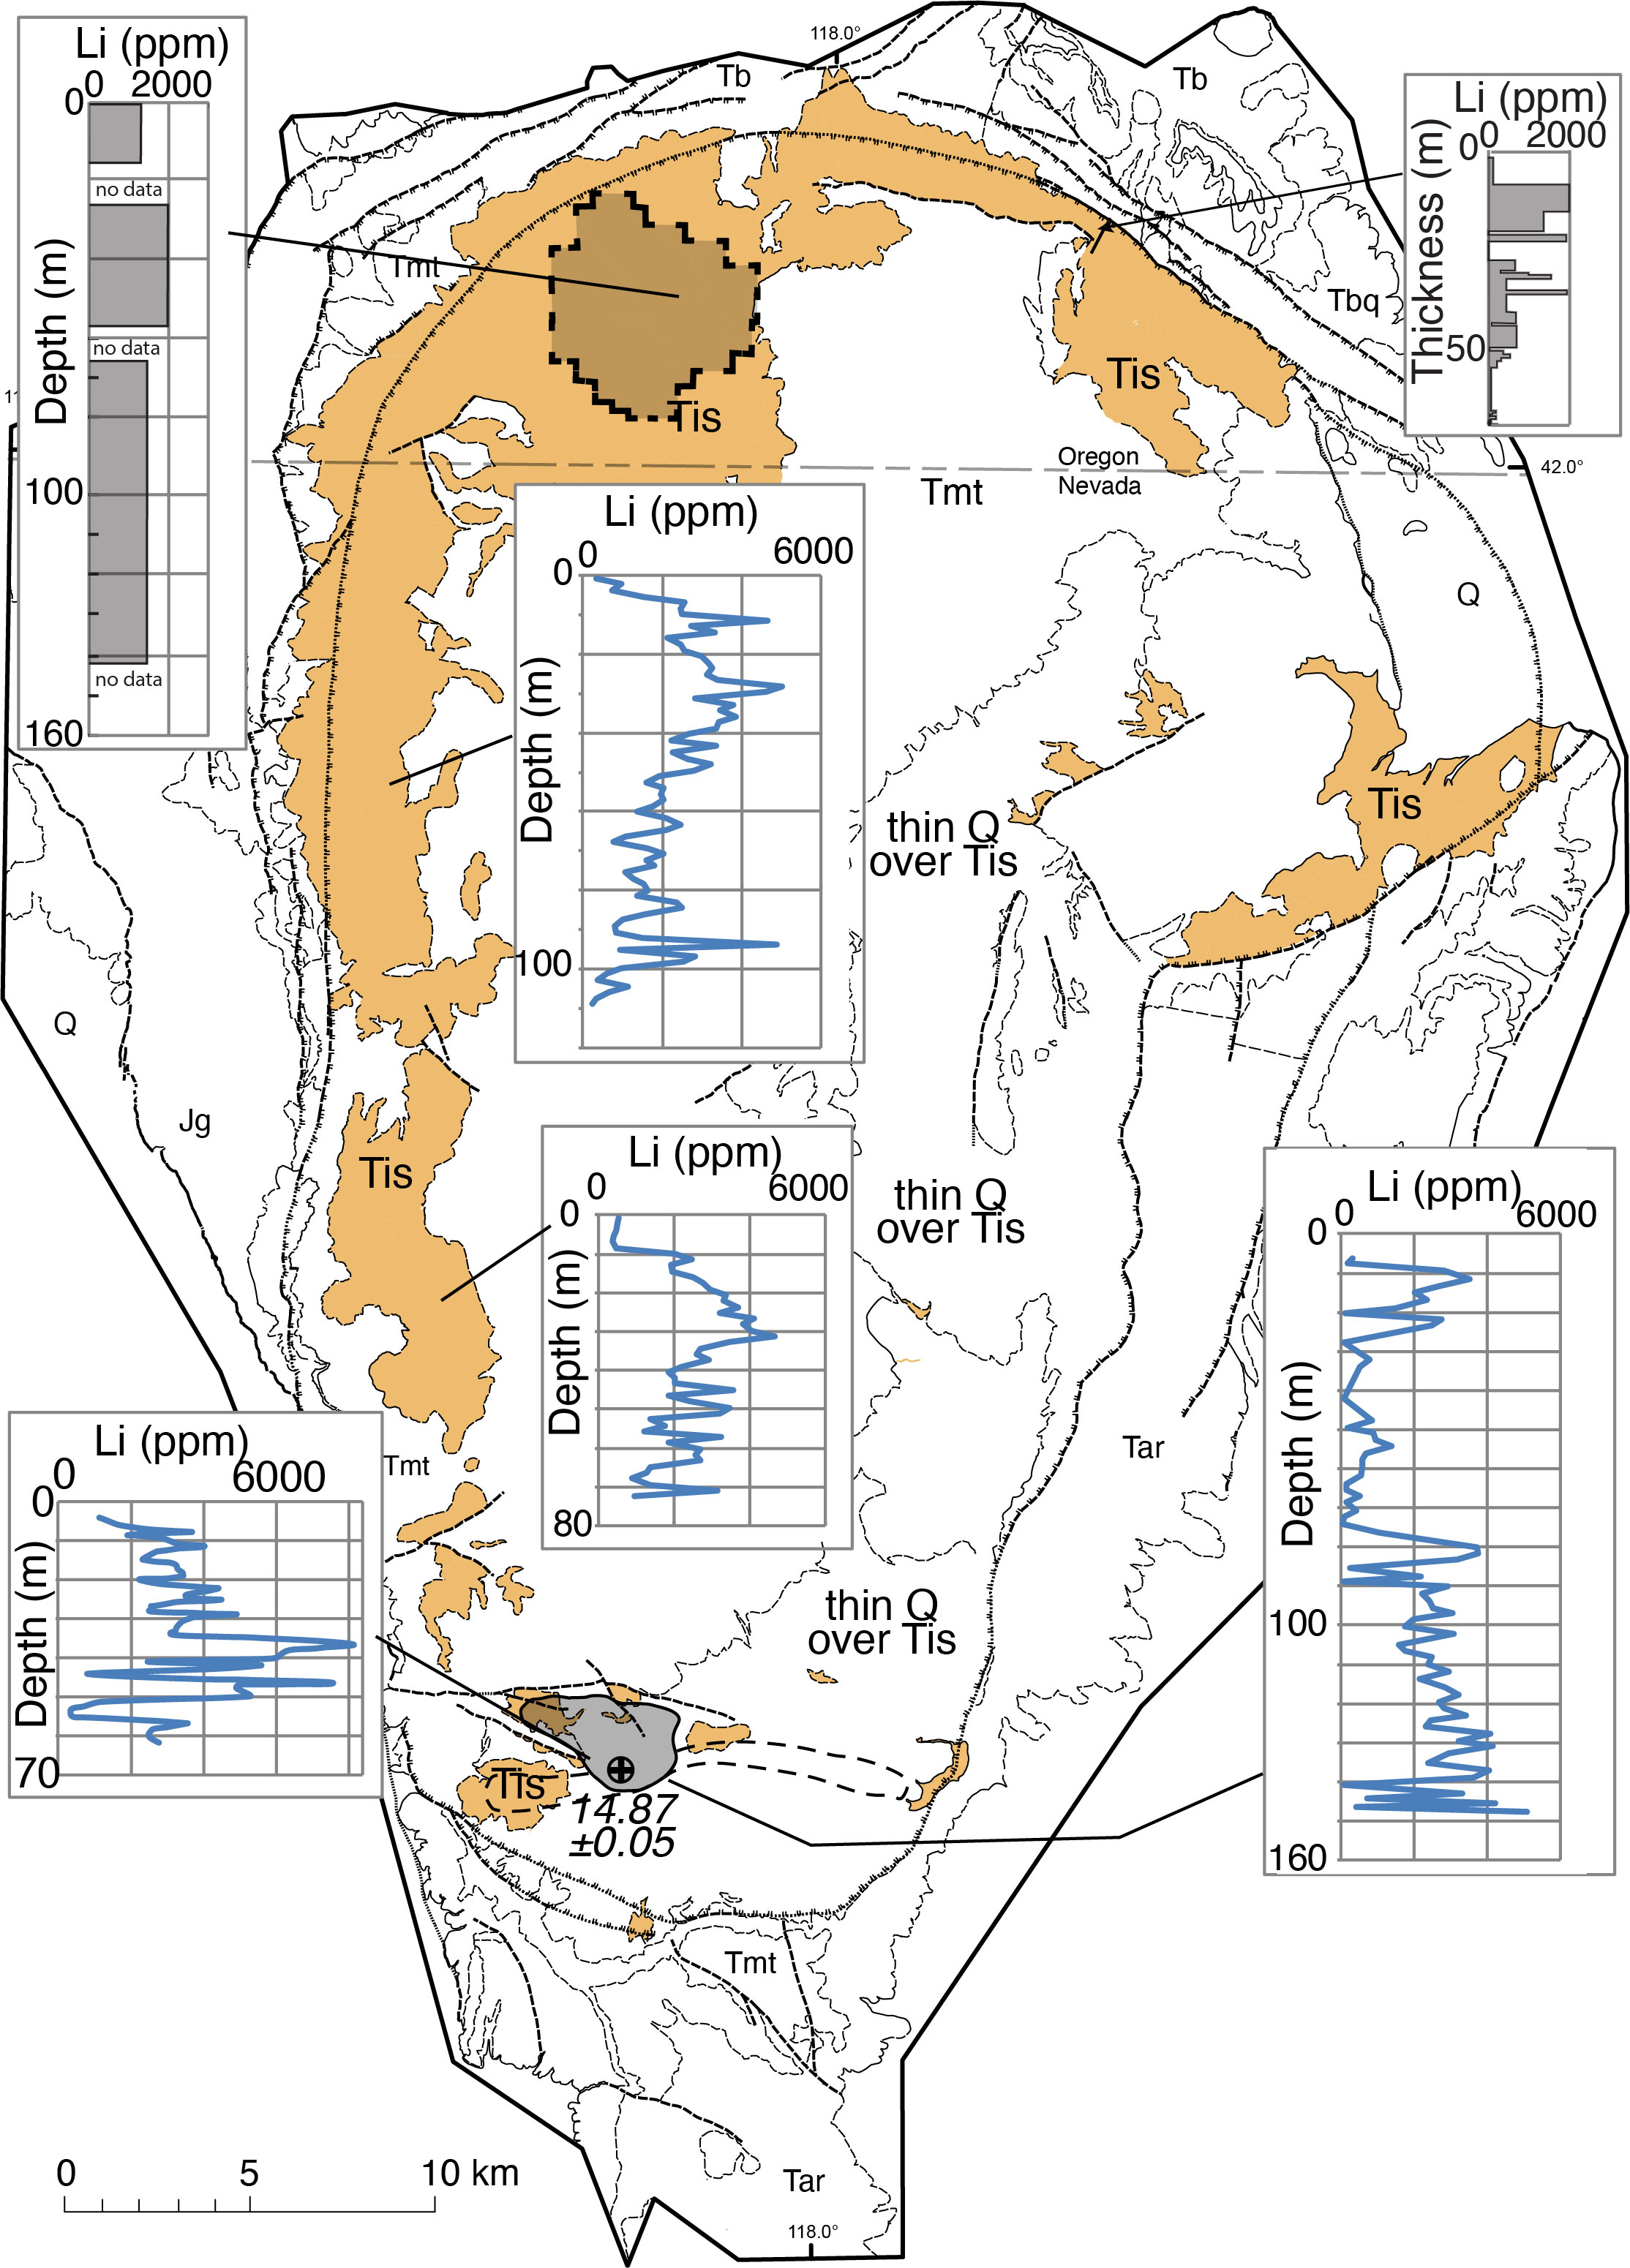 Li (ppm)
0 2000
0
no data
no data
100
no data
160
Depth (m)
118.0°
Tb
Tb
Li (ppm)
0 2000
0
50
Thickness (m)
Tmt
Tbq
Tis
Tis
Oregon
Nevada
42.0°
11
Tmt
Q
Li (ppm)
0 6000
0
100
Depth (m)
Tis
thin Q
over Tis
Q
Jg
Tis
Li (ppm)
0 6000
0
80
Depth (m)
thin Q
over Tis
Li (ppm)
0 6000
0
100
160
Depth (m)
Tar
Li (ppm)
0 6000
0
70
Depth (m)
Tmt
thin Q
over Tis
Tis
14.87
±0.05
Tmt
Tar
0 5 10 km
118.0°